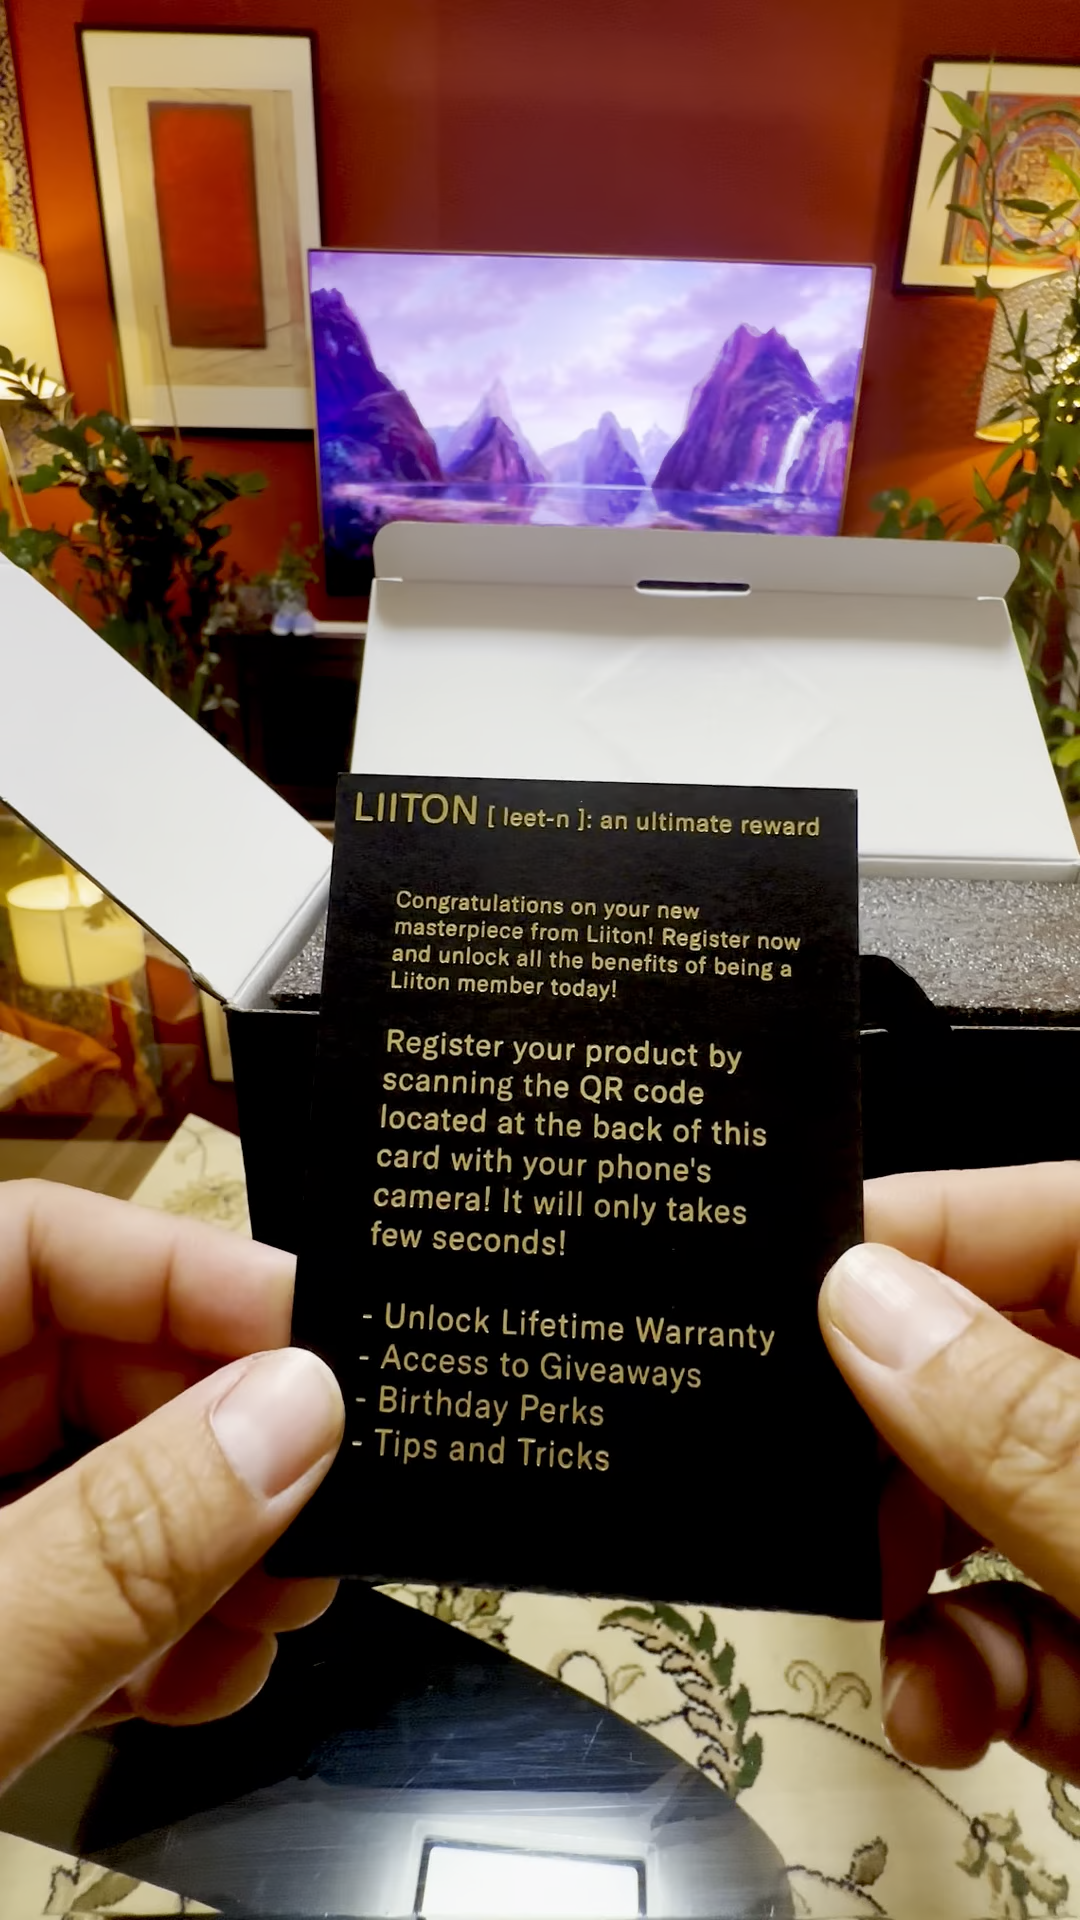 LIITON [ leet-n ]: an ultimate reward
Congratulations on your new
masterpiece from Liiton! Register now
and unlock all the benefits of being a
Liiton member today!
Register your product by
scanning the QR code
located at the back of this
card with your phone's
camera! It will only takes
few seconds!
- Unlock Lifetime Warranty
- Access to Giveaways
- Birthday Perks
- Tips and Tricks